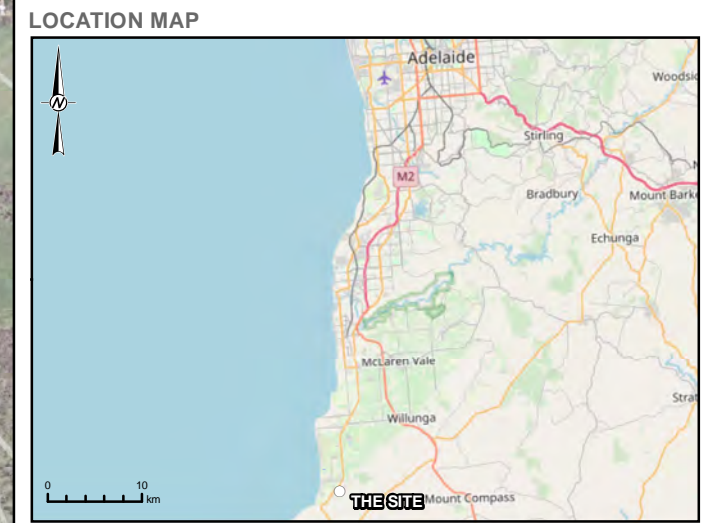 LOCATION MAP
N
Adelaide
Woodsi
Stirling
M2
Bradbury
Mount Bark
Echunga
McLaren Vale
Strat
Willunga
0 10
km
THE SITE
Mount Compass